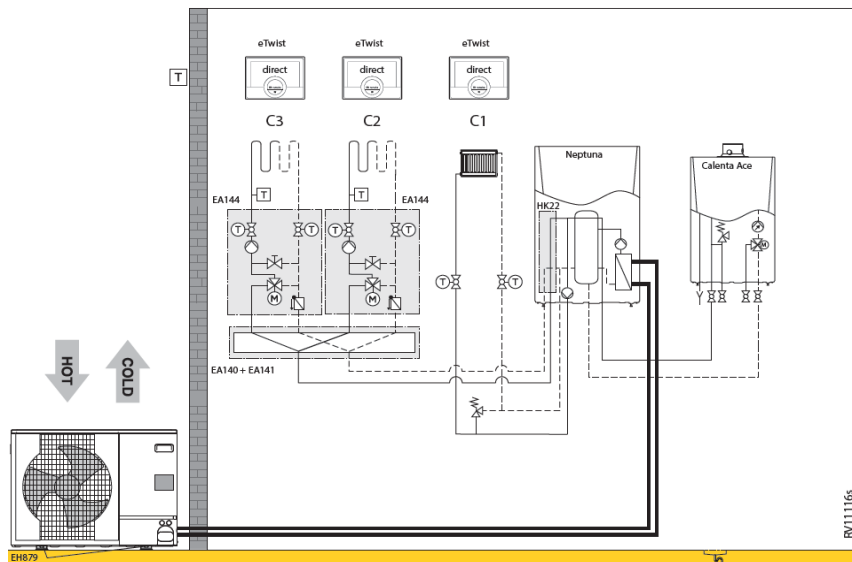 eTwist
eTwist
eTwist
direct
direct
direct
T
C3
C2
C1
Neptuna
Calenta Ace
T
T
EA144
EA144
HK22
T
T
T
T
T
T
M
M
M
EA140 + EA141
HOT
COLD
EH879
RV11116s